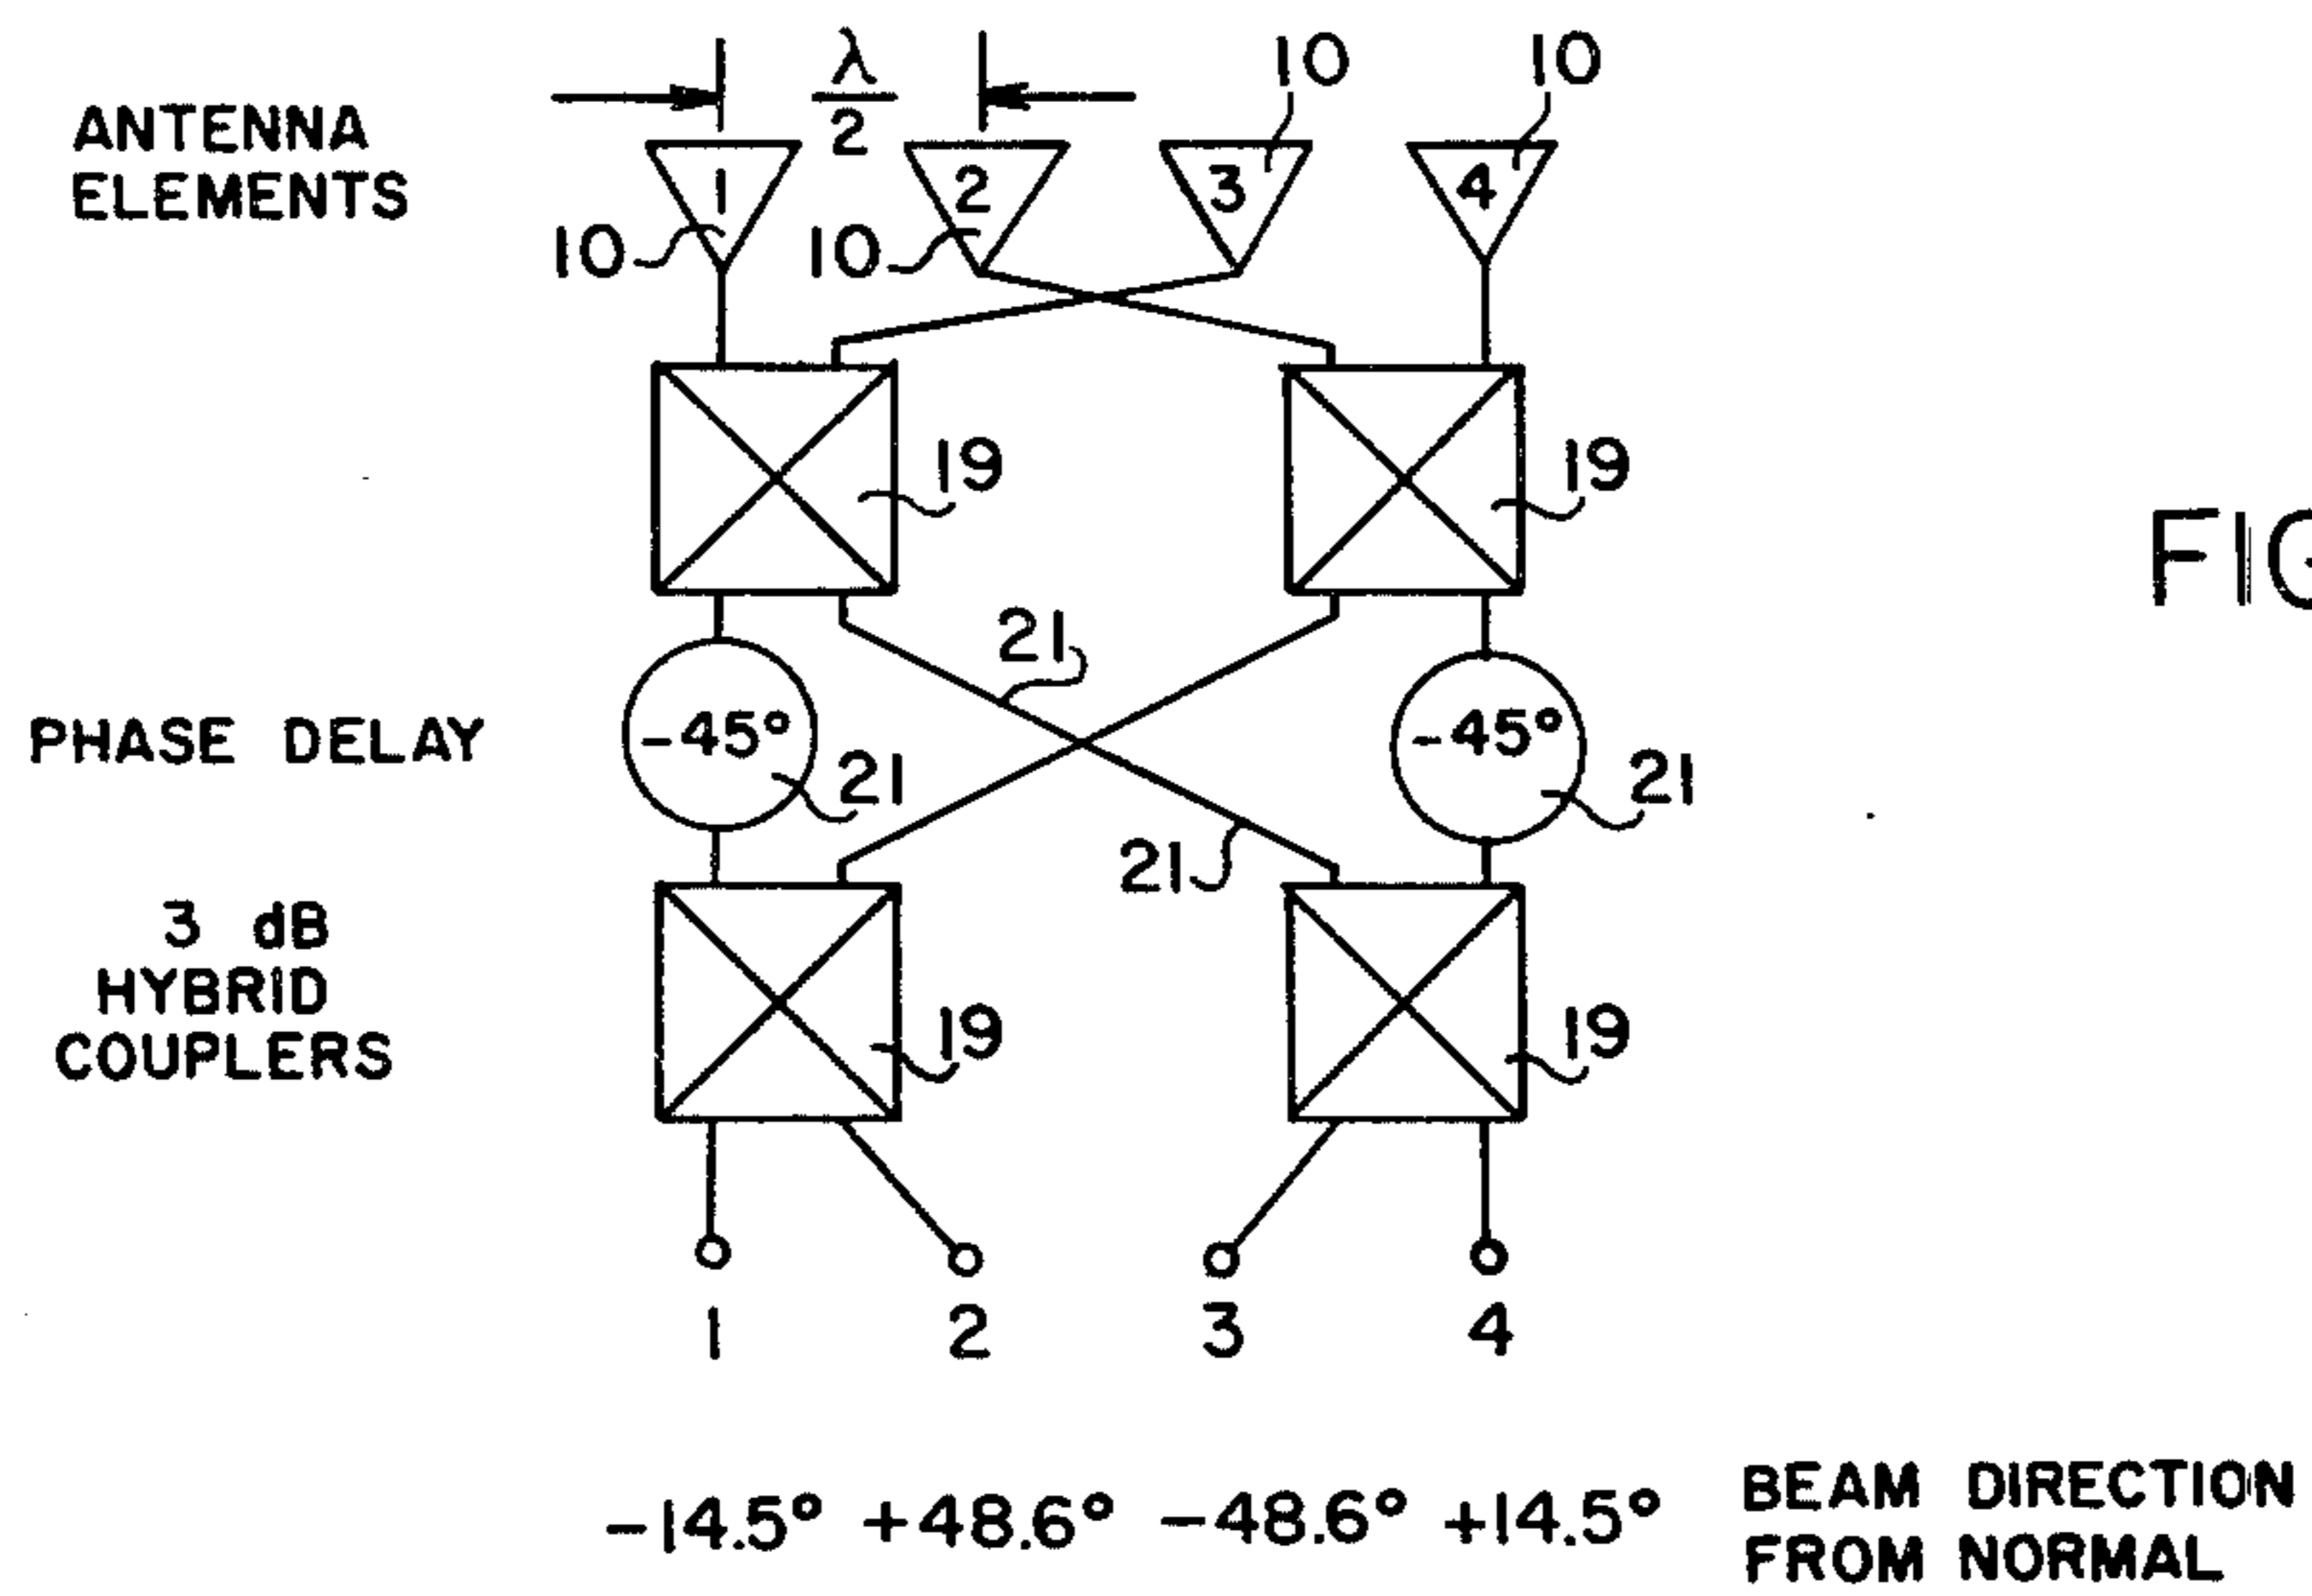 ANTENNA
ELEMENTS
λ
2
10
10
1
2
3
4
10
10
19
19
FIG
21
PHASE DELAY
-45°
-45°
21
21
21
3 dB
HYBRID
COUPLERS
19
19
1
2
3
4
-14.5° +48.6° -48.6° +14.5°
BEAM DIRECTION
FROM NORMAL